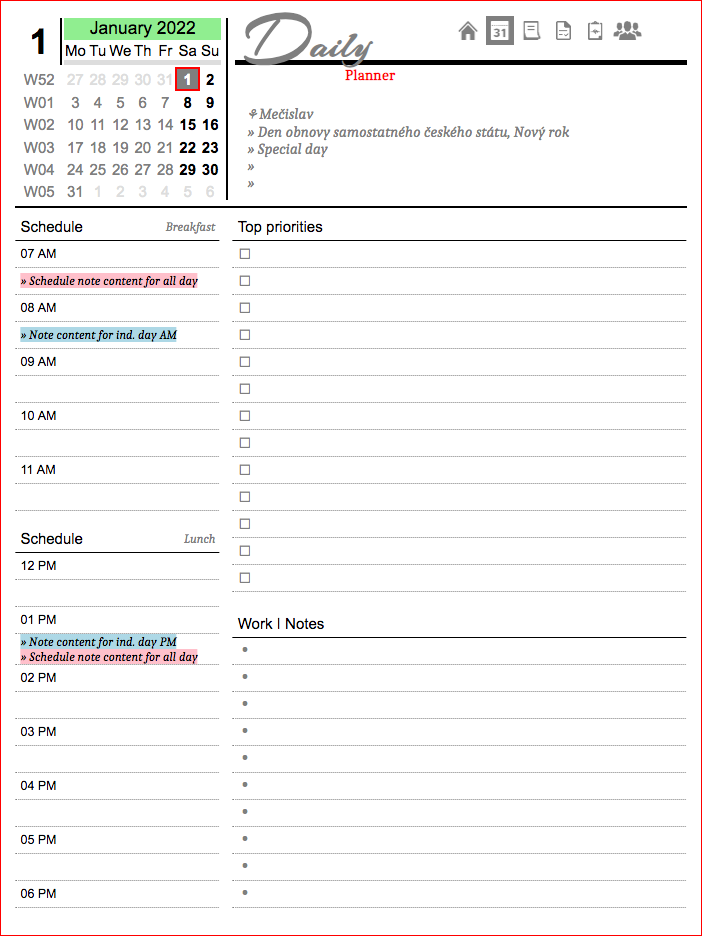 1
January 2022
Mo Tu We Th Fr Sa Su
W52 27 28 29 30 31 1 2
W01 3 4 5 6 7 8 9
W02 10 11 12 13 14 15 16
W03 17 18 19 20 21 22 23
W04 24 25 26 27 28 29 30
W05 31 1 2 3 4 5 6
Daily
Planner
31
⚘ Mečislav
» Den obnovy samostatného českého státu, Nový rok
» Special day
»
»
Schedule Breakfast
07 AM
» Schedule note content for all day
08 AM
» Note content for ind. day AM
09 AM
10 AM
11 AM
Schedule Lunch
12 PM
01 PM
» Note content for ind. day PM
» Schedule note content for all day
02 PM
03 PM
04 PM
05 PM
06 PM
Top priorities
Work | Notes